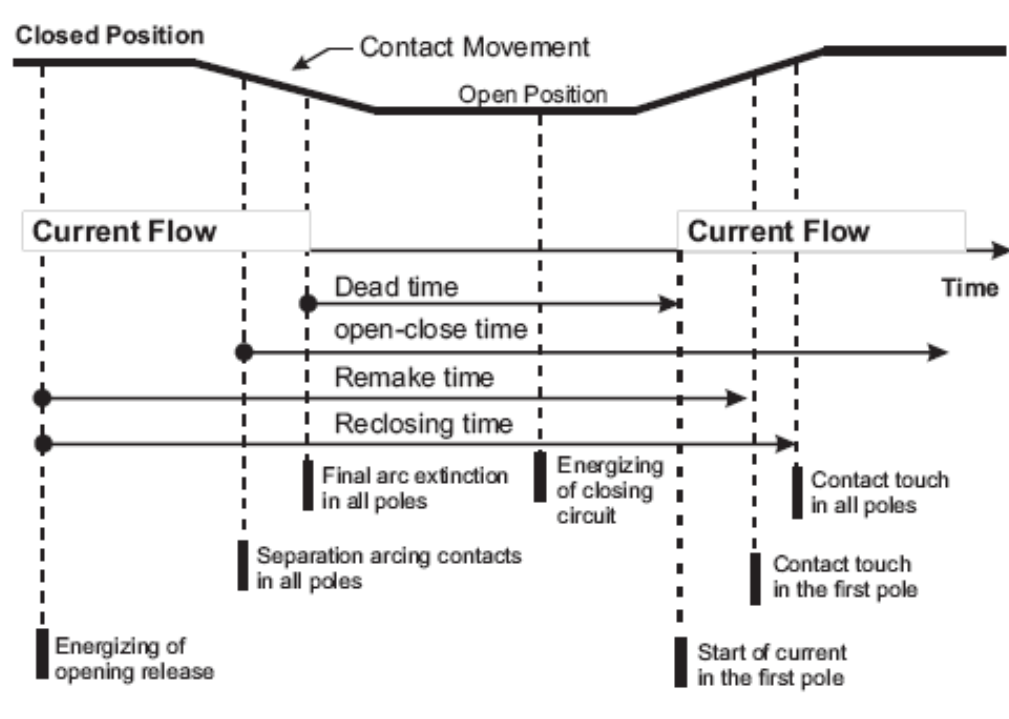 Closed Position
Contact Movement
Open Position
Current Flow
Current Flow
Time
Dead time
open-close time
Remake time
Reclosing time
Final arc extinction
in all poles
Energizing
of closing
circuit
Contact touch
in all poles
Separation arcing contacts
in all poles
Contact touch
in the first pole
Energizing of
opening release
Start of current
in the first pole